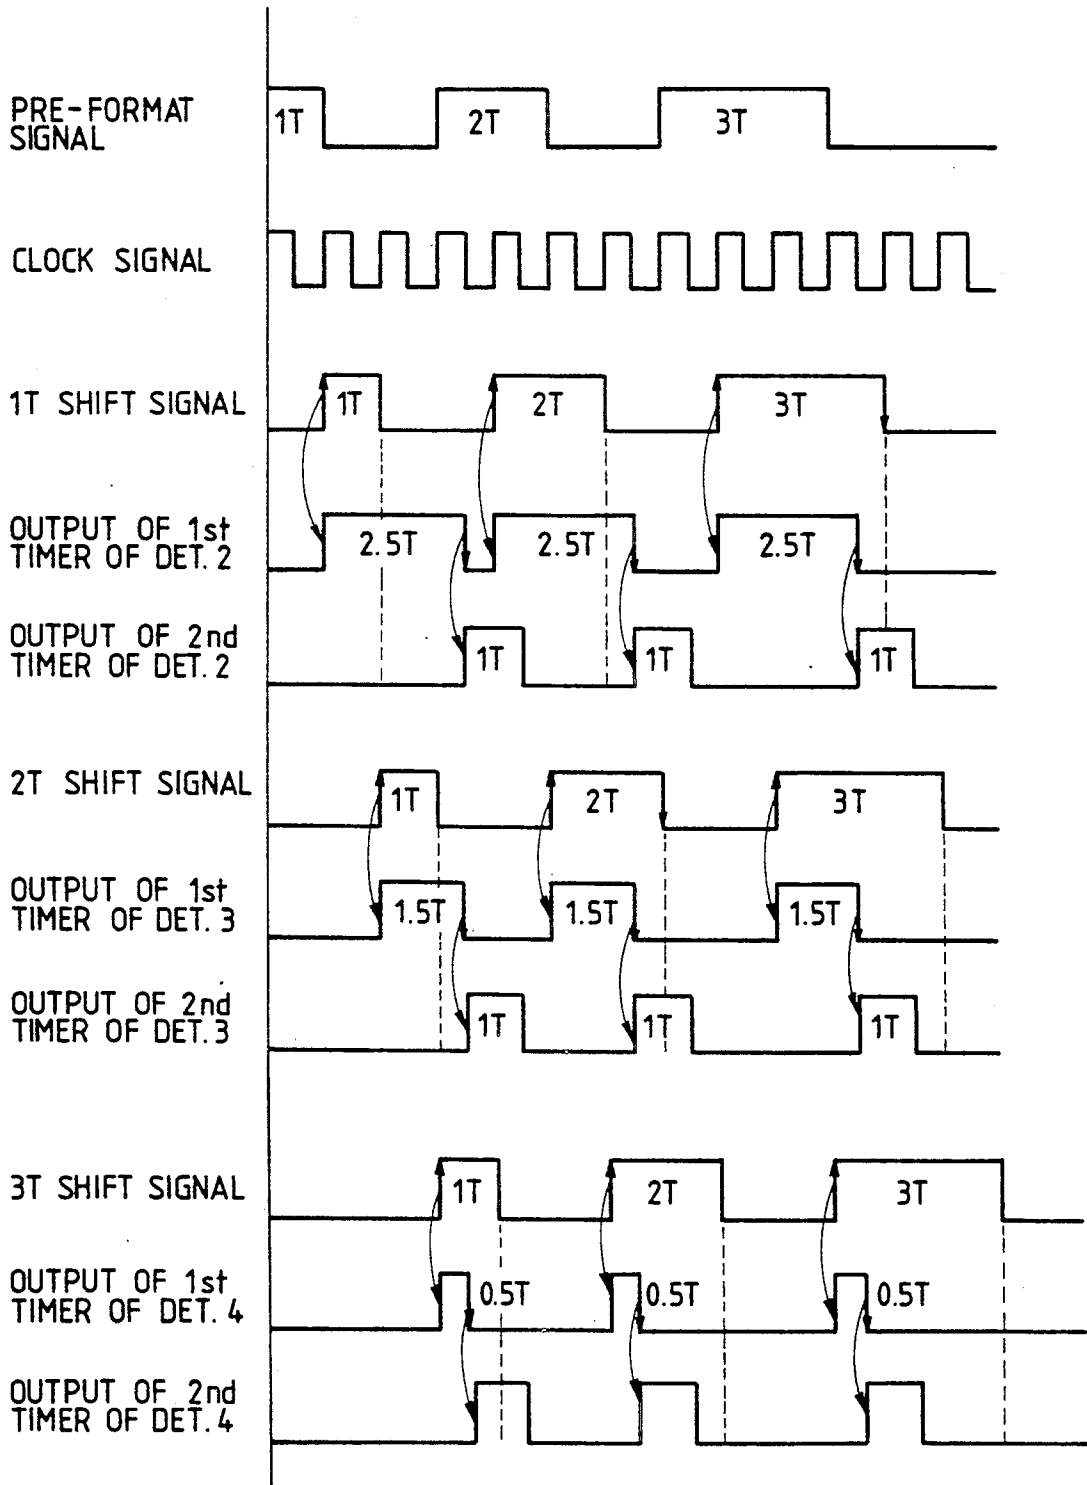 PRE-FORMAT
SIGNAL
1T 2T 3T
CLOCK SIGNAL
1T SHIFT SIGNAL
1T 2T 3T
OUTPUT OF 1st
TIMER OF DET. 2
2.5T 2.5T 2.5T
OUTPUT OF 2nd
TIMER OF DET. 2
1T 1T 1T
2T SHIFT SIGNAL
1T 2T 3T
OUTPUT OF 1st
TIMER OF DET. 3
1.5T 1.5T 1.5T
OUTPUT OF 2nd
TIMER OF DET. 3
1T 1T 1T
3T SHIFT SIGNAL
1T 2T 3T
OUTPUT OF 1st
TIMER OF DET. 4
0.5T 0.5T 0.5T
OUTPUT OF 2nd
TIMER OF DET. 4